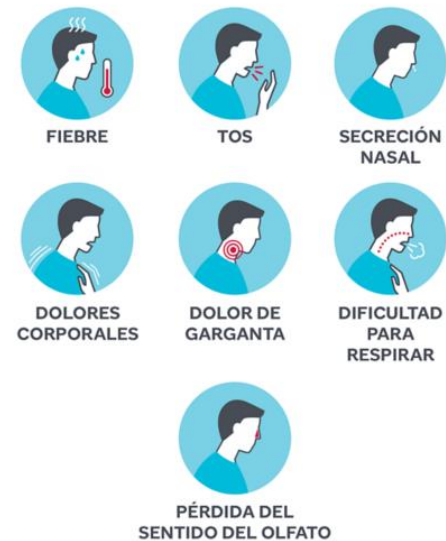 FIEBRE
TOS
SECRECIÓN
NASAL
DOLORES
CORPORALES
DOLOR DE
GARGANTA
DIFICULTAD
PARA
RESPIRAR
PÉRDIDA DEL
SENTIDO DEL OLFATO